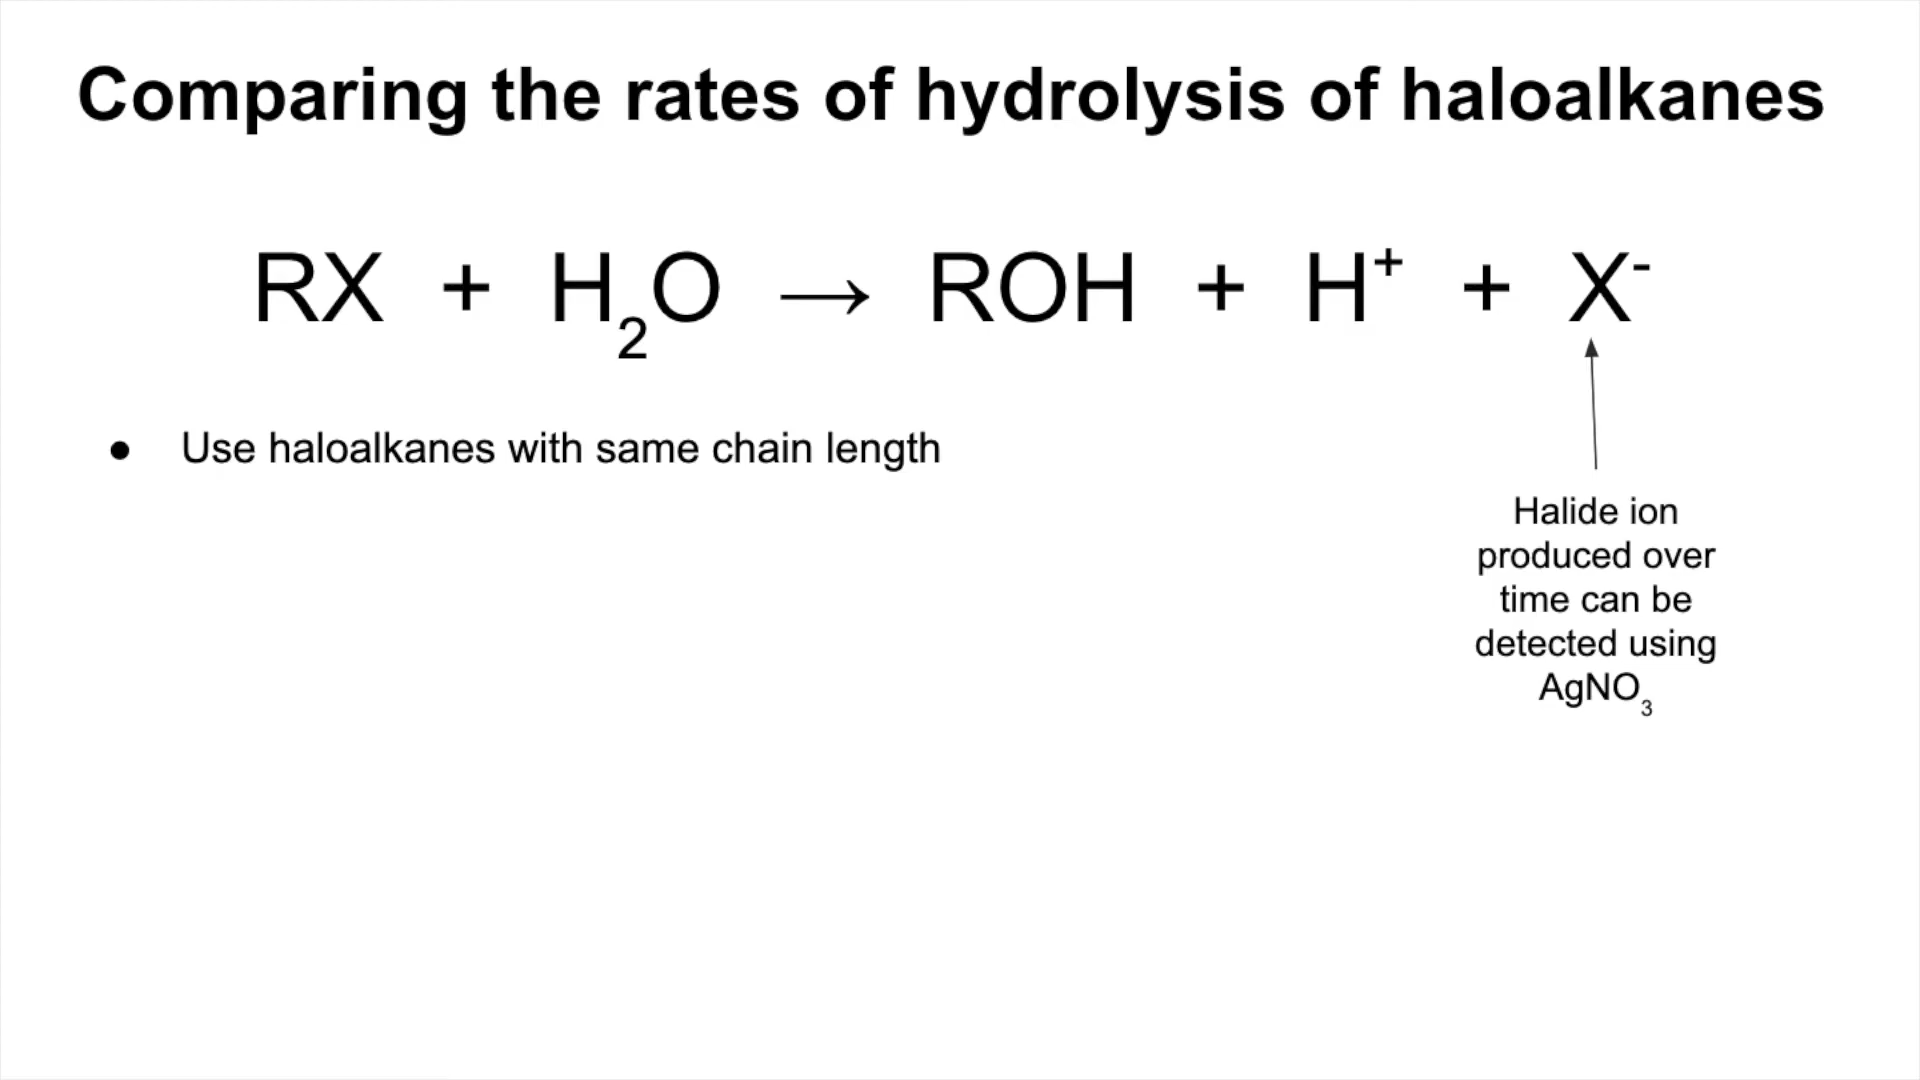 Comparing the rates of hydrolysis of haloalkanes
RX + H₂O → ROH + H⁺ + X⁻
● Use haloalkanes with same chain length
Halide ion
produced over
time can be
detected using
AgNO₃